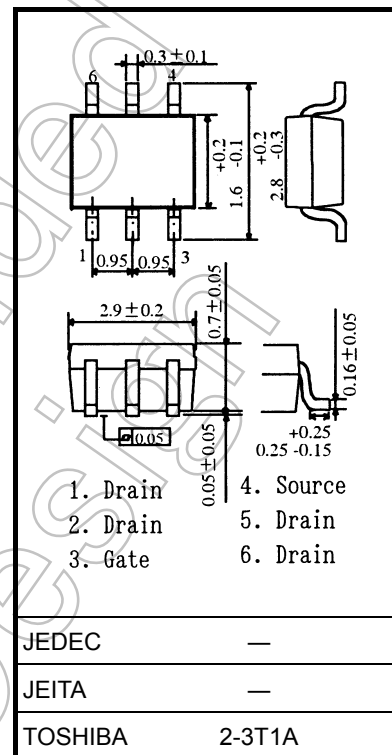 0.3±0.1
6 4
+0.2
1.6 -0.1
+0.2
2.8 -0.3
1 0.95 0.95 3
2.9±0.2
0.7±0.05
0.16±0.05
0.05
0.05±0.05
+0.25
0.25 -0.15
1. Drain 4. Source
2. Drain 5. Drain
3. Gate 6. Drain
JEDEC —
JEITA —
TOSHIBA 2-3T1A